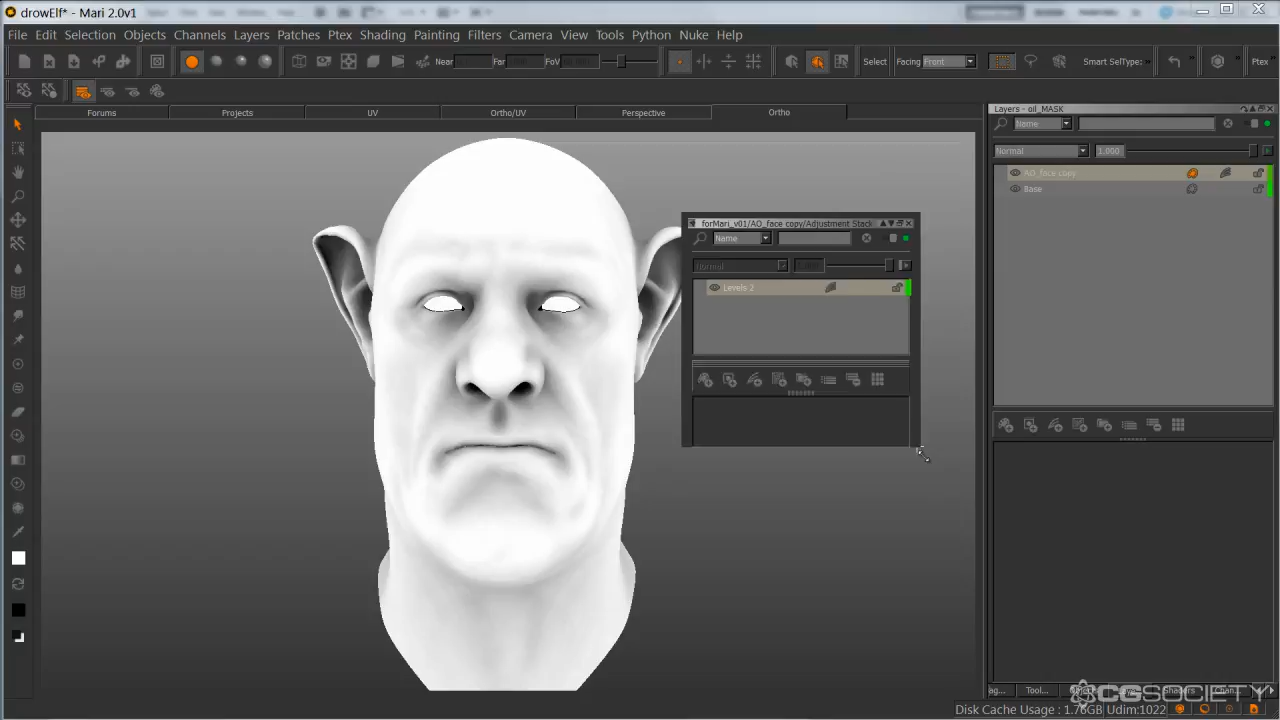 drowElf* - Mari 2.0v1
File Edit Selection Objects Channels Layers Patches Ptex Shading Painting Filters Camera View Tools Python Nuke Help
Near Far FoV Select Facing Front Smart SelType: Ptex
Forums Projects UV Ortho/UV Perspective Ortho
Layers - oil_MASK
Name
Normal 1.000
AO_face copy
Base
forMari_v01/AO_face copy/Adjustment Stack
Name
Normal
Levels 2
Tool...
CGSOCIETY
Disk Cache Usage : 1.76GB Udim:1022